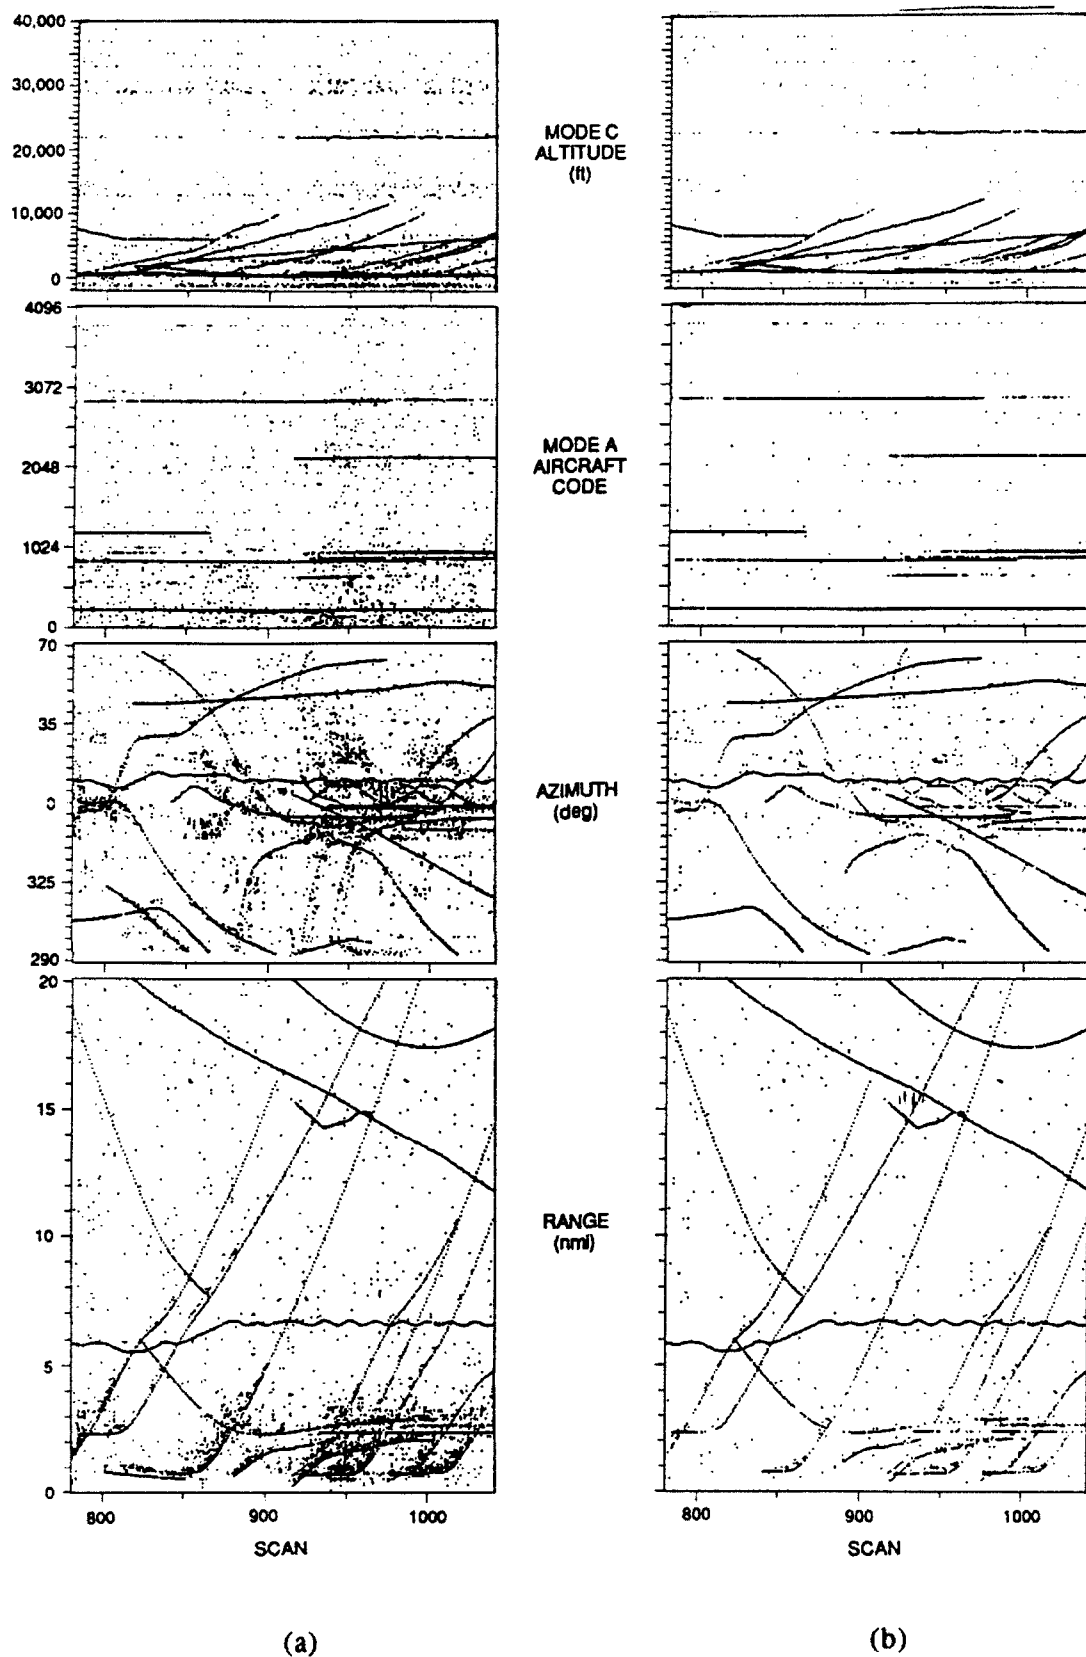 40,000
30,000
20,000
10,000
0
MODE C
ALTITUDE
(ft)
4096
3072
2048
1024
0
MODE A
AIRCRAFT
CODE
70
35
0
325
290
AZIMUTH
(deg)
20
15
10
5
0
RANGE
(nmi)
800 900 1000
SCAN
800 900 1000
SCAN
(a) (b)